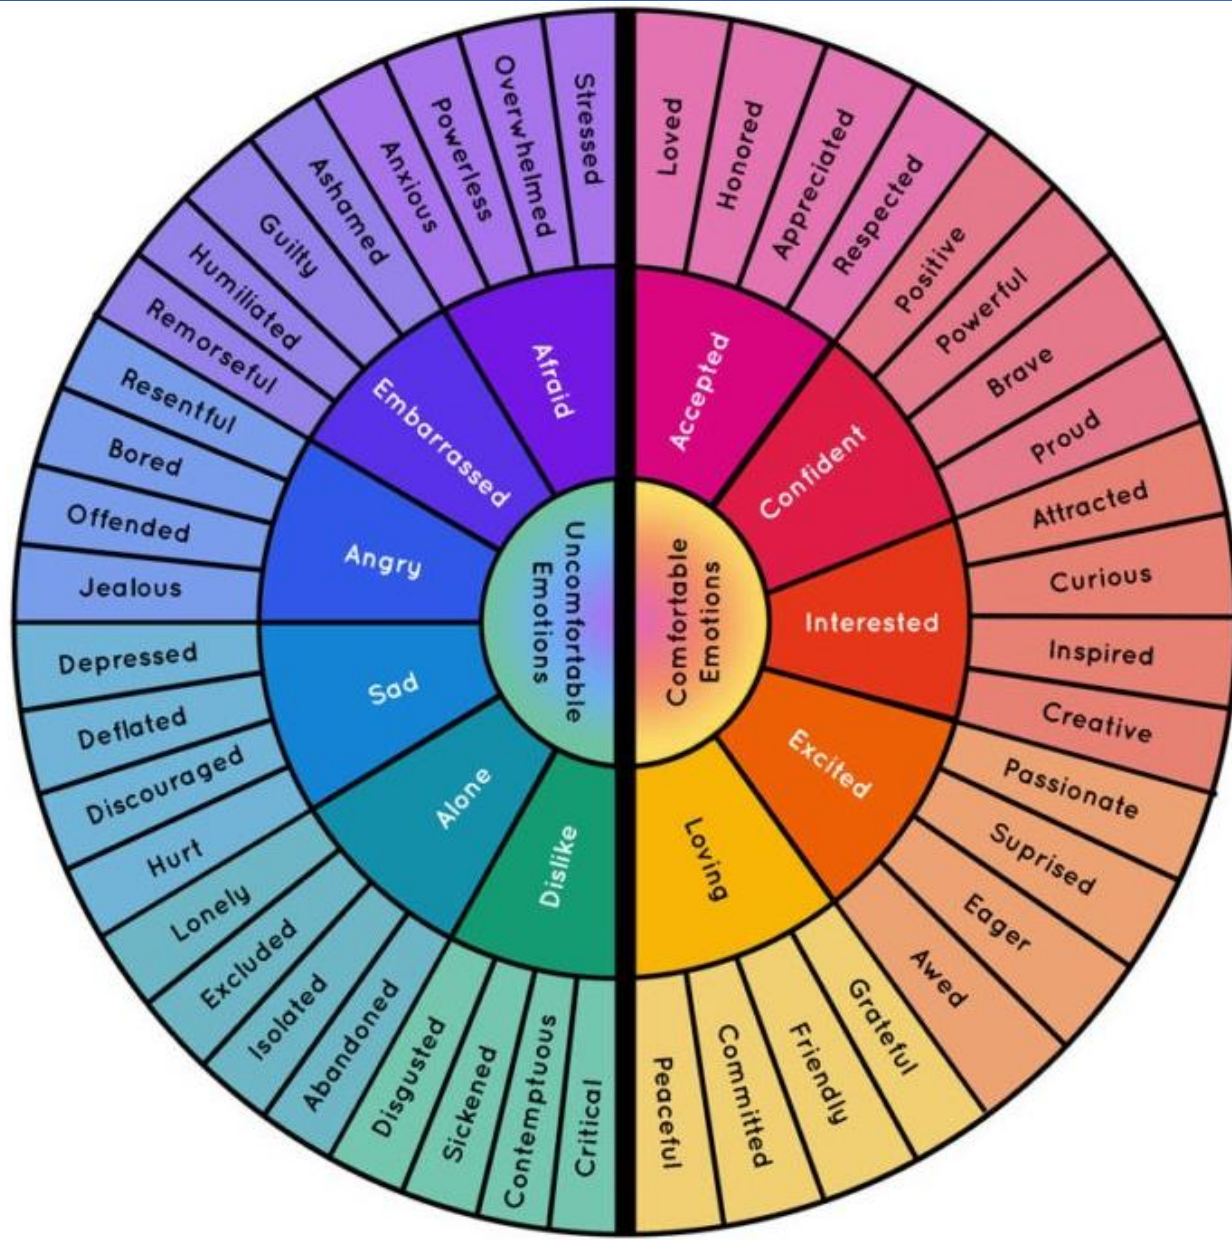 Uncomfortable
Emotions
Comfortable
Emotions
Accepted
Loved
Honored
Appreciated
Respected
Confident
Positive
Powerful
Brave
Proud
Interested
Attracted
Curious
Inspired
Creative
Excited
Passionate
Suprised
Eager
Awed
Loving
Grateful
Friendly
Committed
Peaceful
Dislike
Critical
Contemptuous
Sickened
Disgusted
Alone
Abandoned
Isolated
Excluded
Lonely
Sad
Hurt
Discouraged
Deflated
Depressed
Angry
Jealous
Offended
Bored
Resentful
Embarrassed
Remorseful
Humiliated
Guilty
Ashamed
Afraid
Anxious
Powerless
Overwhelmed
Stressed